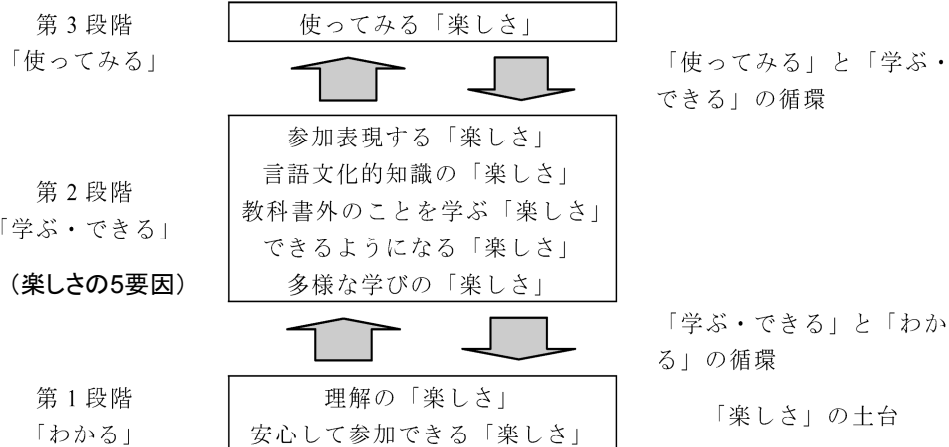 第３段階
「使ってみる」
使ってみる「楽しさ」
「使ってみる」と「学ぶ・
できる」の循環
第２段階
「学ぶ・できる」
（楽しさの5要因）
参加表現する「楽しさ」
言語文化的知識の「楽しさ」
教科書外のことを学ぶ「楽しさ」
できるようになる「楽しさ」
多様な学びの「楽しさ」
「学ぶ・できる」と「わか
る」の循環
第１段階
「わかる」
理解の「楽しさ」
安心して参加できる「楽しさ」
「楽しさ」の土台